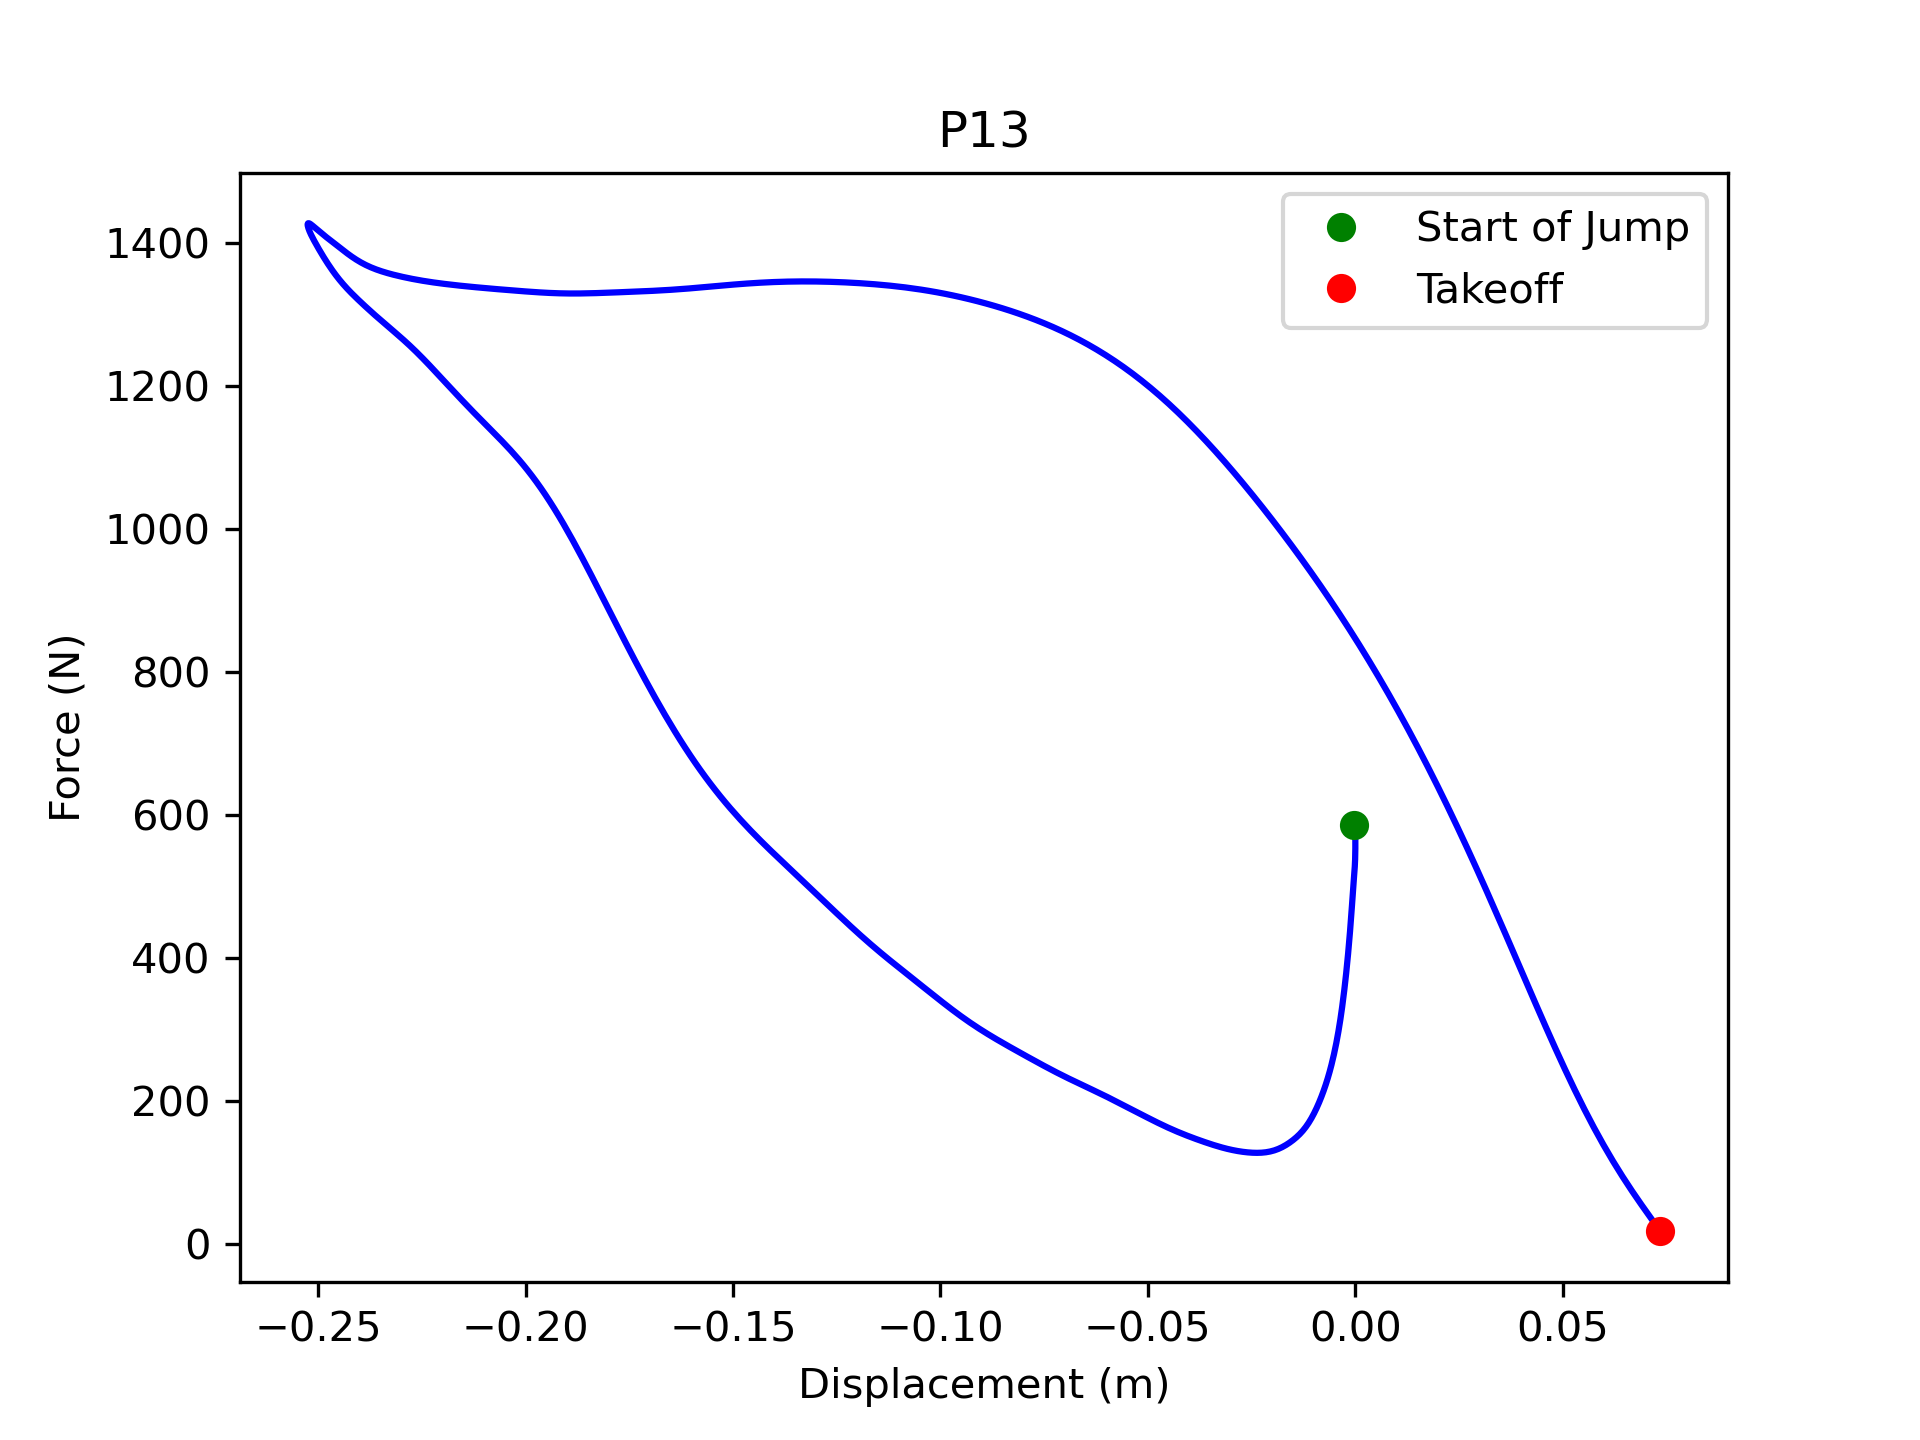 P13
Start of Jump
Takeoff
1400
1200
1000
800
600
400
200
0
Force (N)
−0.25 −0.20 −0.15 −0.10 −0.05 0.00 0.05
Displacement (m)